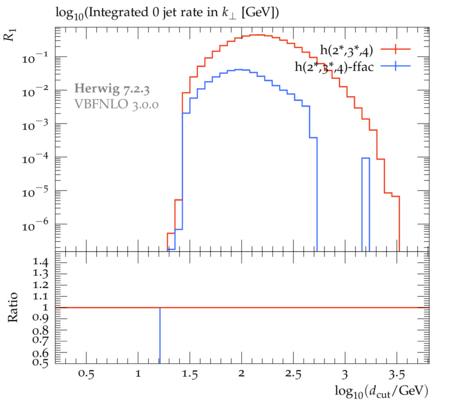 log₁₀(Integrated 0 jet rate in k⊥ [GeV])
R₁
h(2*,3*,4)
h(2*,3*,4)-ffac
Herwig 7.2.3
VBFNLO 3.0.0
10⁻¹
10⁻²
10⁻³
10⁻⁴
10⁻⁵
10⁻⁶
Ratio
1.4
1.3
1.2
1.1
1
0.9
0.8
0.7
0.6
0.5
0.5 1 1.5 2 2.5 3 3.5
log₁₀(d_cut/GeV)